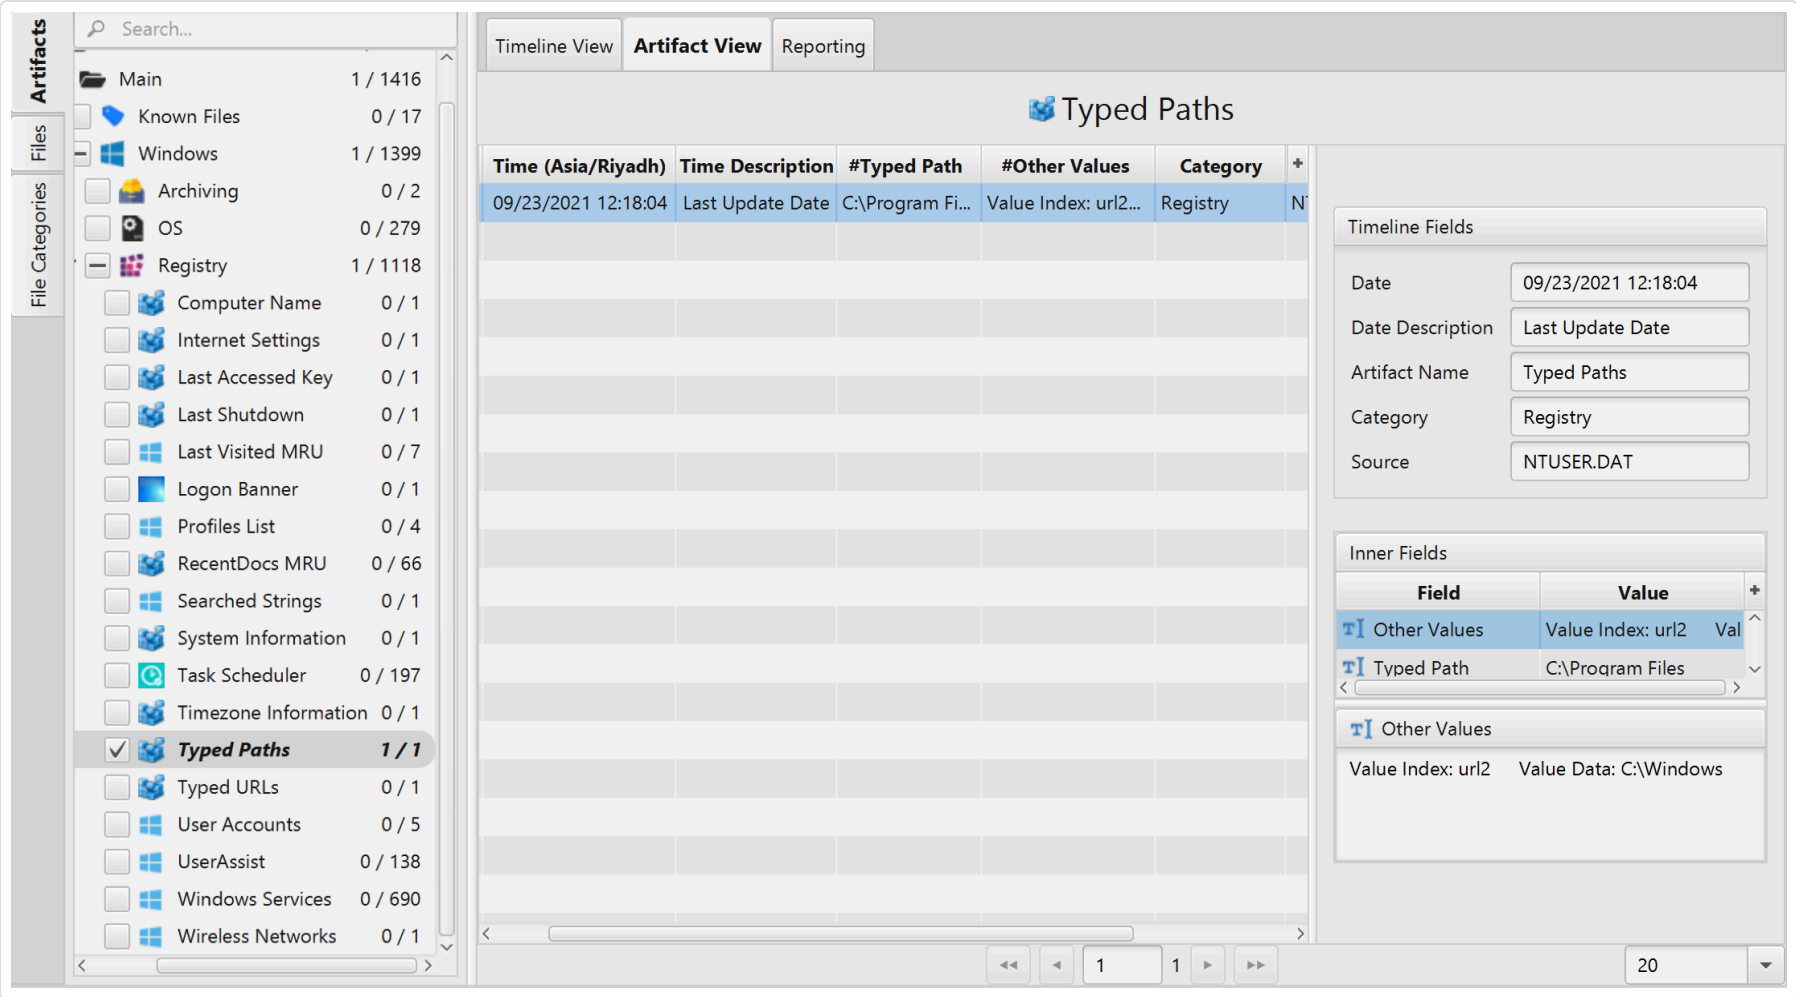 Artifacts
Files
File Categories
Search...
Main 1 / 1416
Known Files 0 / 17
Windows 1 / 1399
Archiving 0 / 2
OS 0 / 279
Registry 1 / 1118
Computer Name 0 / 1
Internet Settings 0 / 1
Last Accessed Key 0 / 1
Last Shutdown 0 / 1
Last Visited MRU 0 / 7
Logon Banner 0 / 1
Profiles List 0 / 4
RecentDocs MRU 0 / 66
Searched Strings 0 / 1
System Information 0 / 1
Task Scheduler 0 / 197
Timezone Information 0 / 1
Typed Paths 1 / 1
Typed URLs 0 / 1
User Accounts 0 / 5
UserAssist 0 / 138
Windows Services 0 / 690
Wireless Networks 0 / 1
Timeline View Artifact View Reporting
Typed Paths
Time (Asia/Riyadh) Time Description #Typed Path #Other Values Category +
09/23/2021 12:18:04 Last Update Date C:\Program Fi... Value Index: url2... Registry N
1 1
20
Timeline Fields
Date 09/23/2021 12:18:04
Date Description Last Update Date
Artifact Name Typed Paths
Category Registry
Source NTUSER.DAT
Inner Fields
Field Value +
Other Values Value Index: url2 Val
Typed Path C:\Program Files
Other Values
Value Index: url2 Value Data: C:\Windows